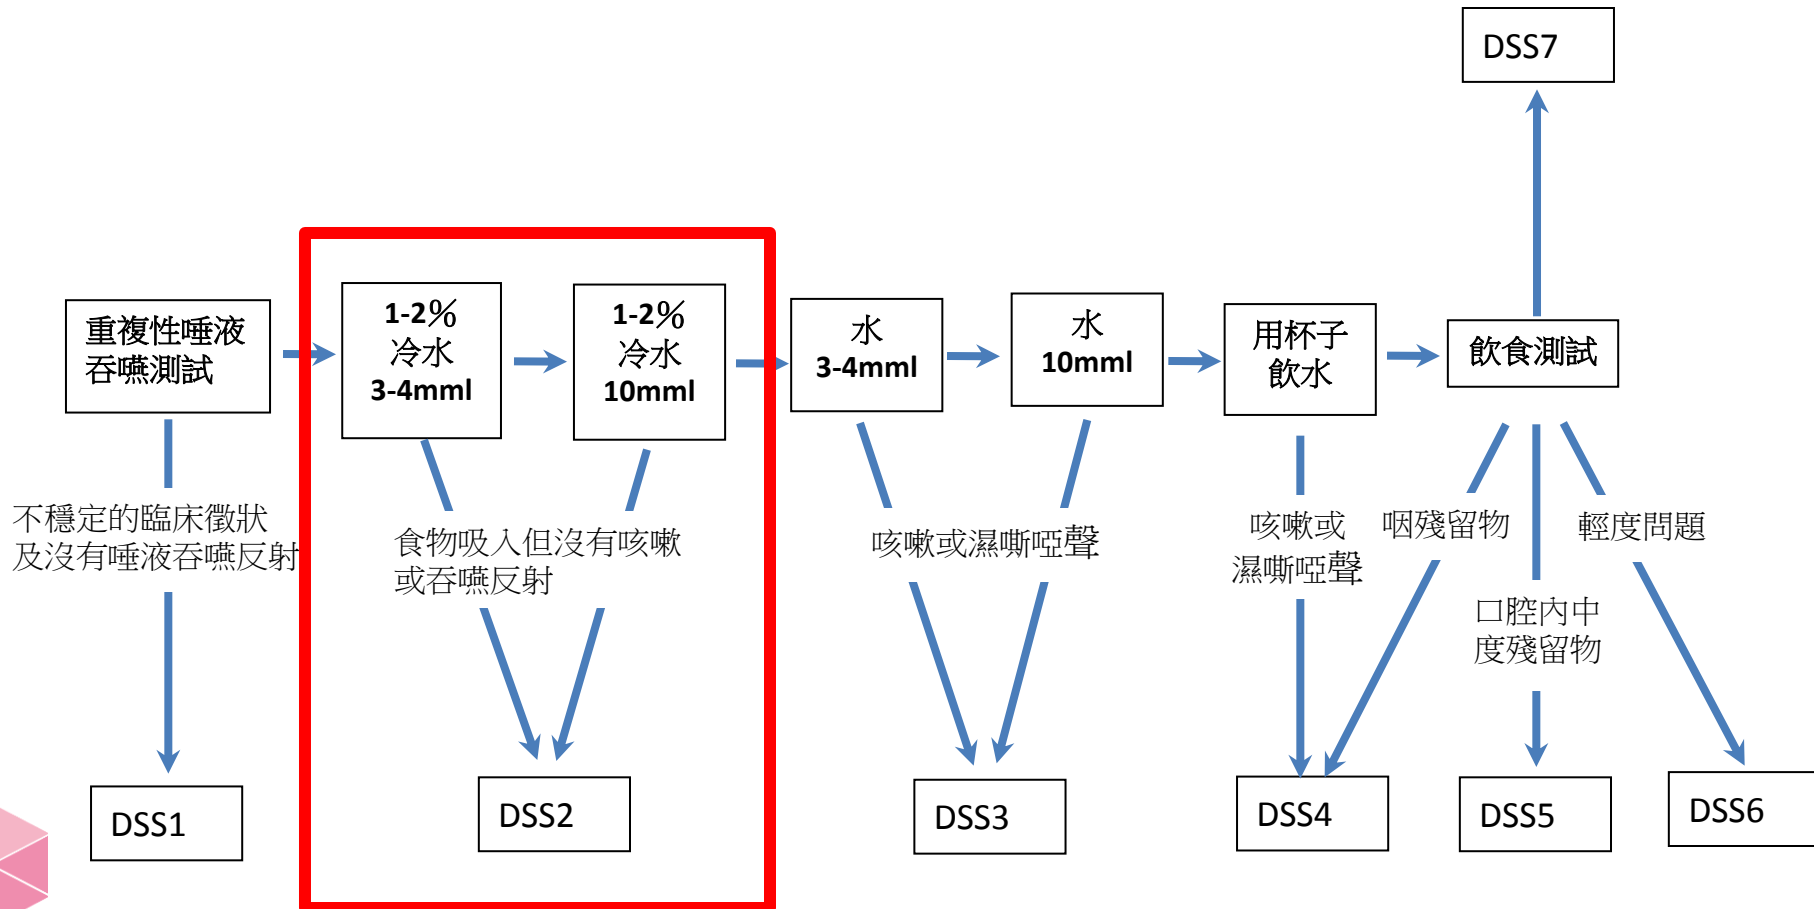 DSS7
重複性唾液
吞嚥測試
1-2%
冷水
3-4mml
1-2%
冷水
10mml
水
3-4mml
水
10mml
用杯子
飲水
飲食測試
不穩定的臨床徵狀
及沒有唾液吞嚥反射
食物吸入但沒有咳嗽
或吞嚥反射
咳嗽或濕嘶啞聲
咳嗽或
濕嘶啞聲
咽殘留物
口腔內中
度殘留物
輕度問題
DSS1
DSS2
DSS3
DSS4
DSS5
DSS6